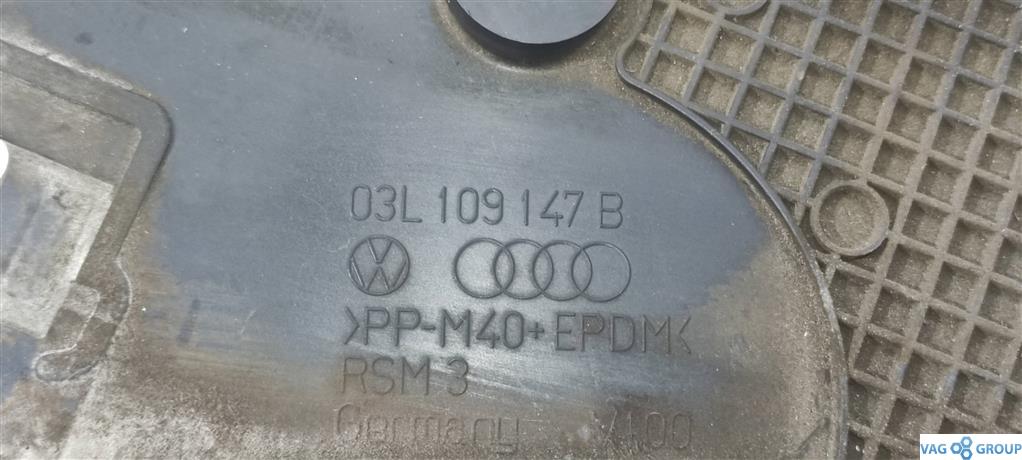 03L 109 147 B
>PP-M40+EPDM<
RSM 3
Germany
VAG GROUP